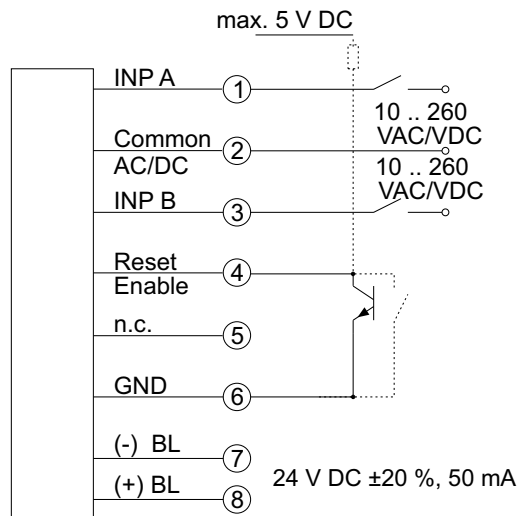 max. 5 V DC
INP A
1
10 .. 260
VAC/VDC
Common
AC/DC
2
10 .. 260
VAC/VDC
INP B
3
Reset
Enable
4
n.c.
5
GND
6
(-) BL
7
24 V DC ±20 %, 50 mA
(+) BL
8